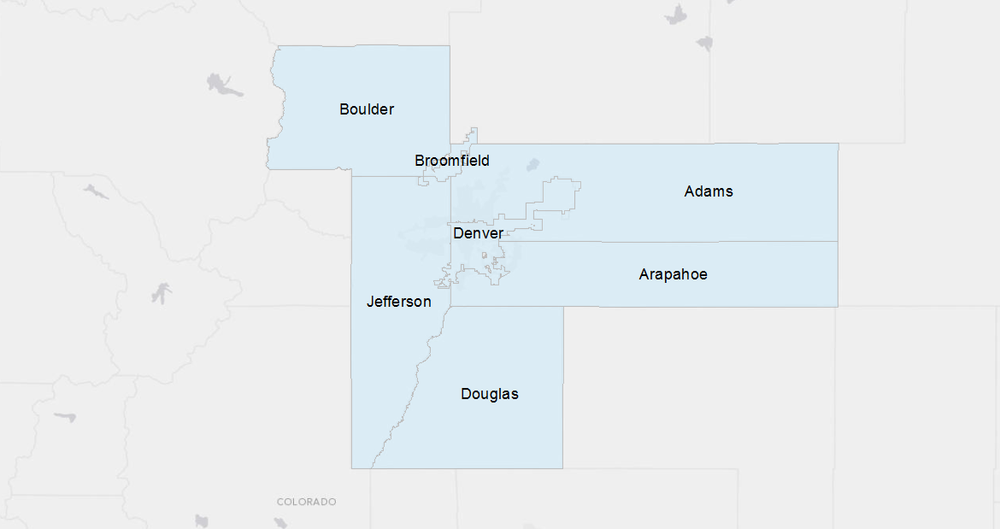 Boulder
Broomfield
Adams
Denver
Arapahoe
Jefferson
Douglas
COLORADO